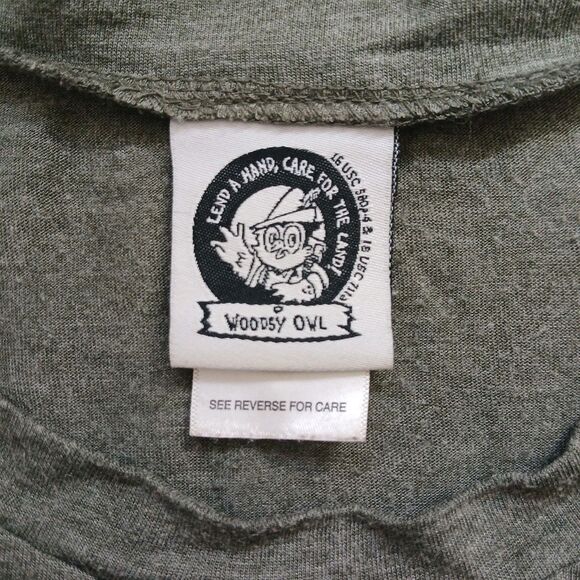 LEND A HAND, CARE FOR THE LAND!
16 USC 580p-4 & 18 USC 711a
WOODSY OWL
SEE REVERSE FOR CARE